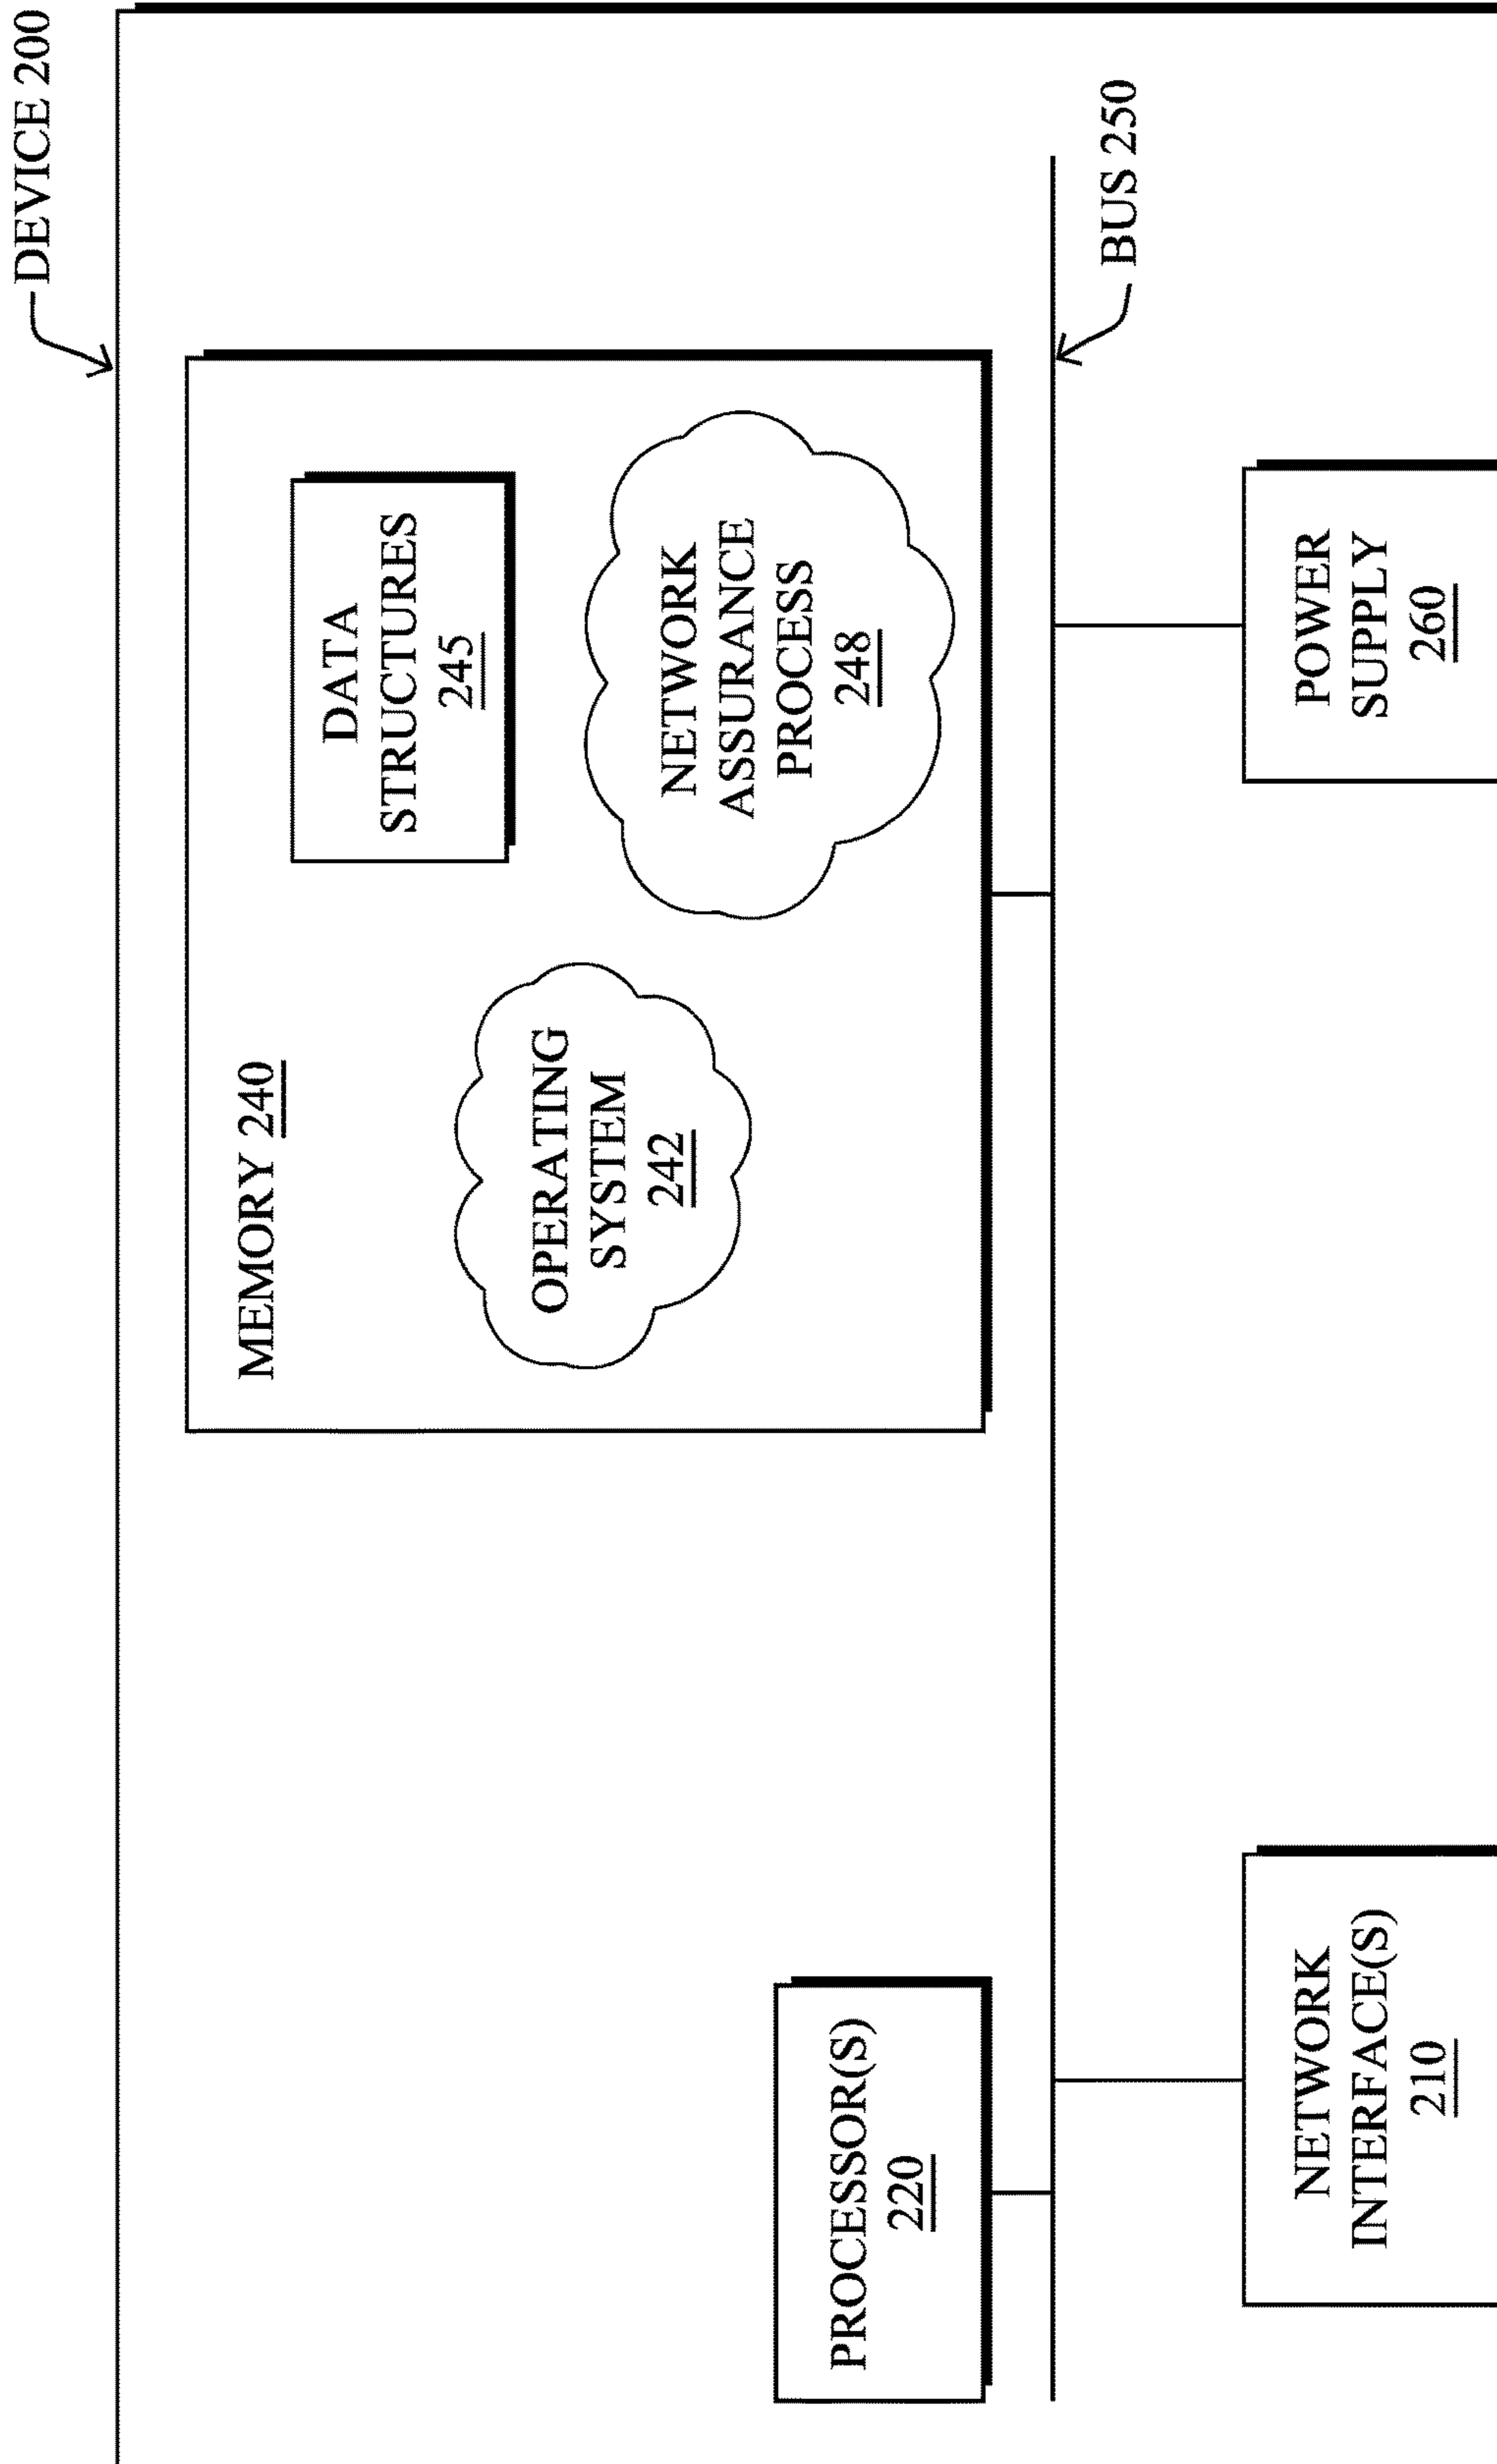 DEVICE 200
MEMORY 240
DATA
STRUCTURES
245
OPERATING
SYSTEM
242
NETWORK
ASSURANCE
PROCESS
248
PROCESSOR(S)
220
BUS 250
NETWORK
INTERFACE(S)
210
POWER
SUPPLY
260